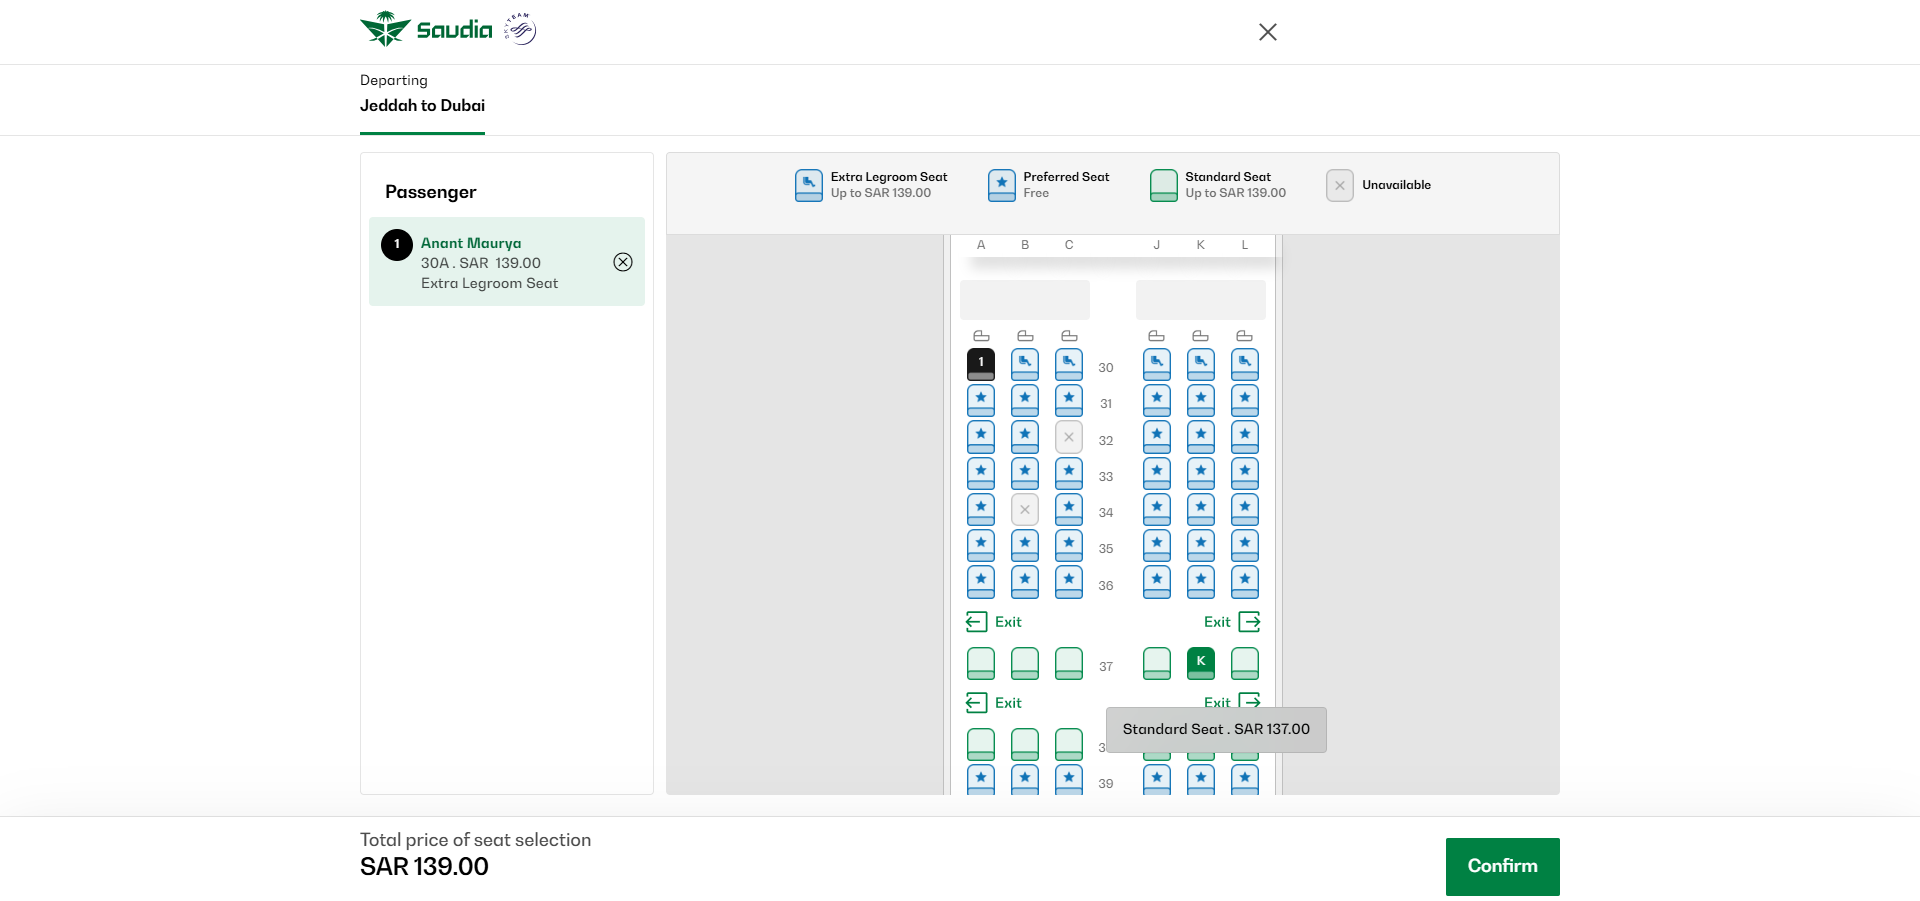 Saudia
SKYTEAM
Departing
Jeddah to Dubai
Passenger
1
Anant Maurya
30A . SAR 139.00
Extra Legroom Seat
Extra Legroom Seat
Up to SAR 139.00
Preferred Seat
Free
Standard Seat
Up to SAR 139.00
Unavailable
A B C J K L
1 30
31
32
33
34
35
36
Exit Exit
37 K
Exit Exit
Standard Seat . SAR 137.00
39
Total price of seat selection
SAR 139.00
Confirm